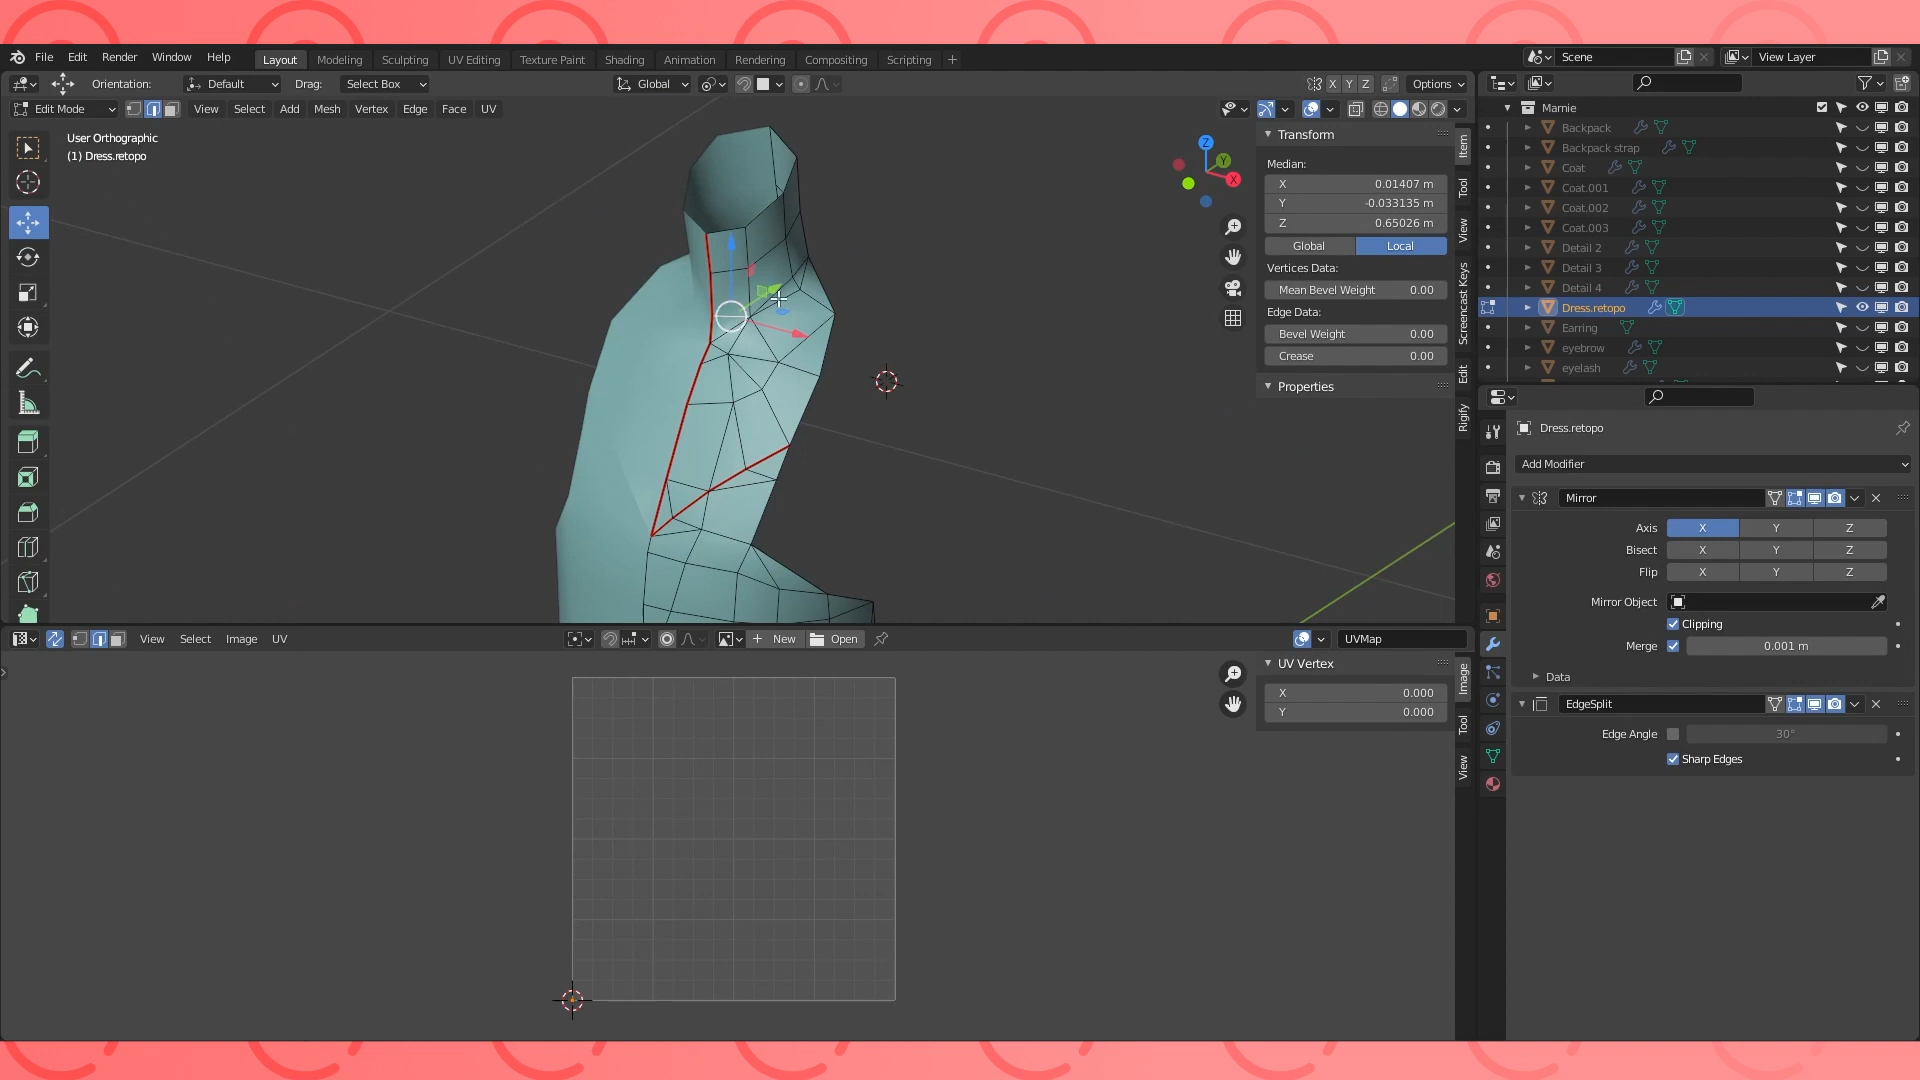 File Edit Render Window Help Layout Modeling Sculpting UV Editing Texture Paint Shading Animation Rendering Compositing Scripting + Scene View Layer
Orientation: Default Drag: Select Box Global X Y Z Options
Edit Mode View Select Add Mesh Vertex Edge Face UV
User Orthographic
(1) Dress.retopo
Z
Y
X
Transform
Median:
X 0.01407 m
Y -0.033135 m
Z 0.65026 m
Global Local
Vertices Data:
Mean Bevel Weight 0.00
Edge Data:
Bevel Weight 0.00
Crease 0.00
Properties
Item
Tool
View
Screencast Keys
Edit
Rigify
Marnie
Backpack
Backpack strap
Coat
Coat.001
Coat.002
Coat.003
Detail 2
Detail 3
Detail 4
Dress.retopo
Earring
eyebrow
eyelash
Dress.retopo
Add Modifier
Mirror
Axis X Y Z
Bisect X Y Z
Flip X Y Z
Mirror Object
Clipping
Merge 0.001 m
Data
EdgeSplit
Edge Angle 30°
Sharp Edges
View Select Image UV New Open UVMap
UV Vertex
X 0.000
Y 0.000
Image
Tool
View